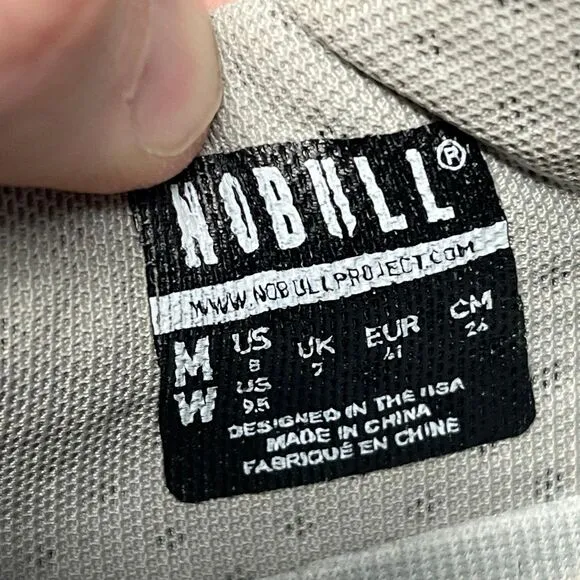 NOBULL®
WWW.NOBULLPROJECT.COM
M US 8 UK 7 EUR 41 CM 26
W US 9.5
DESIGNED IN THE USA
MADE IN CHINA
FABRIQUÉ EN CHINE